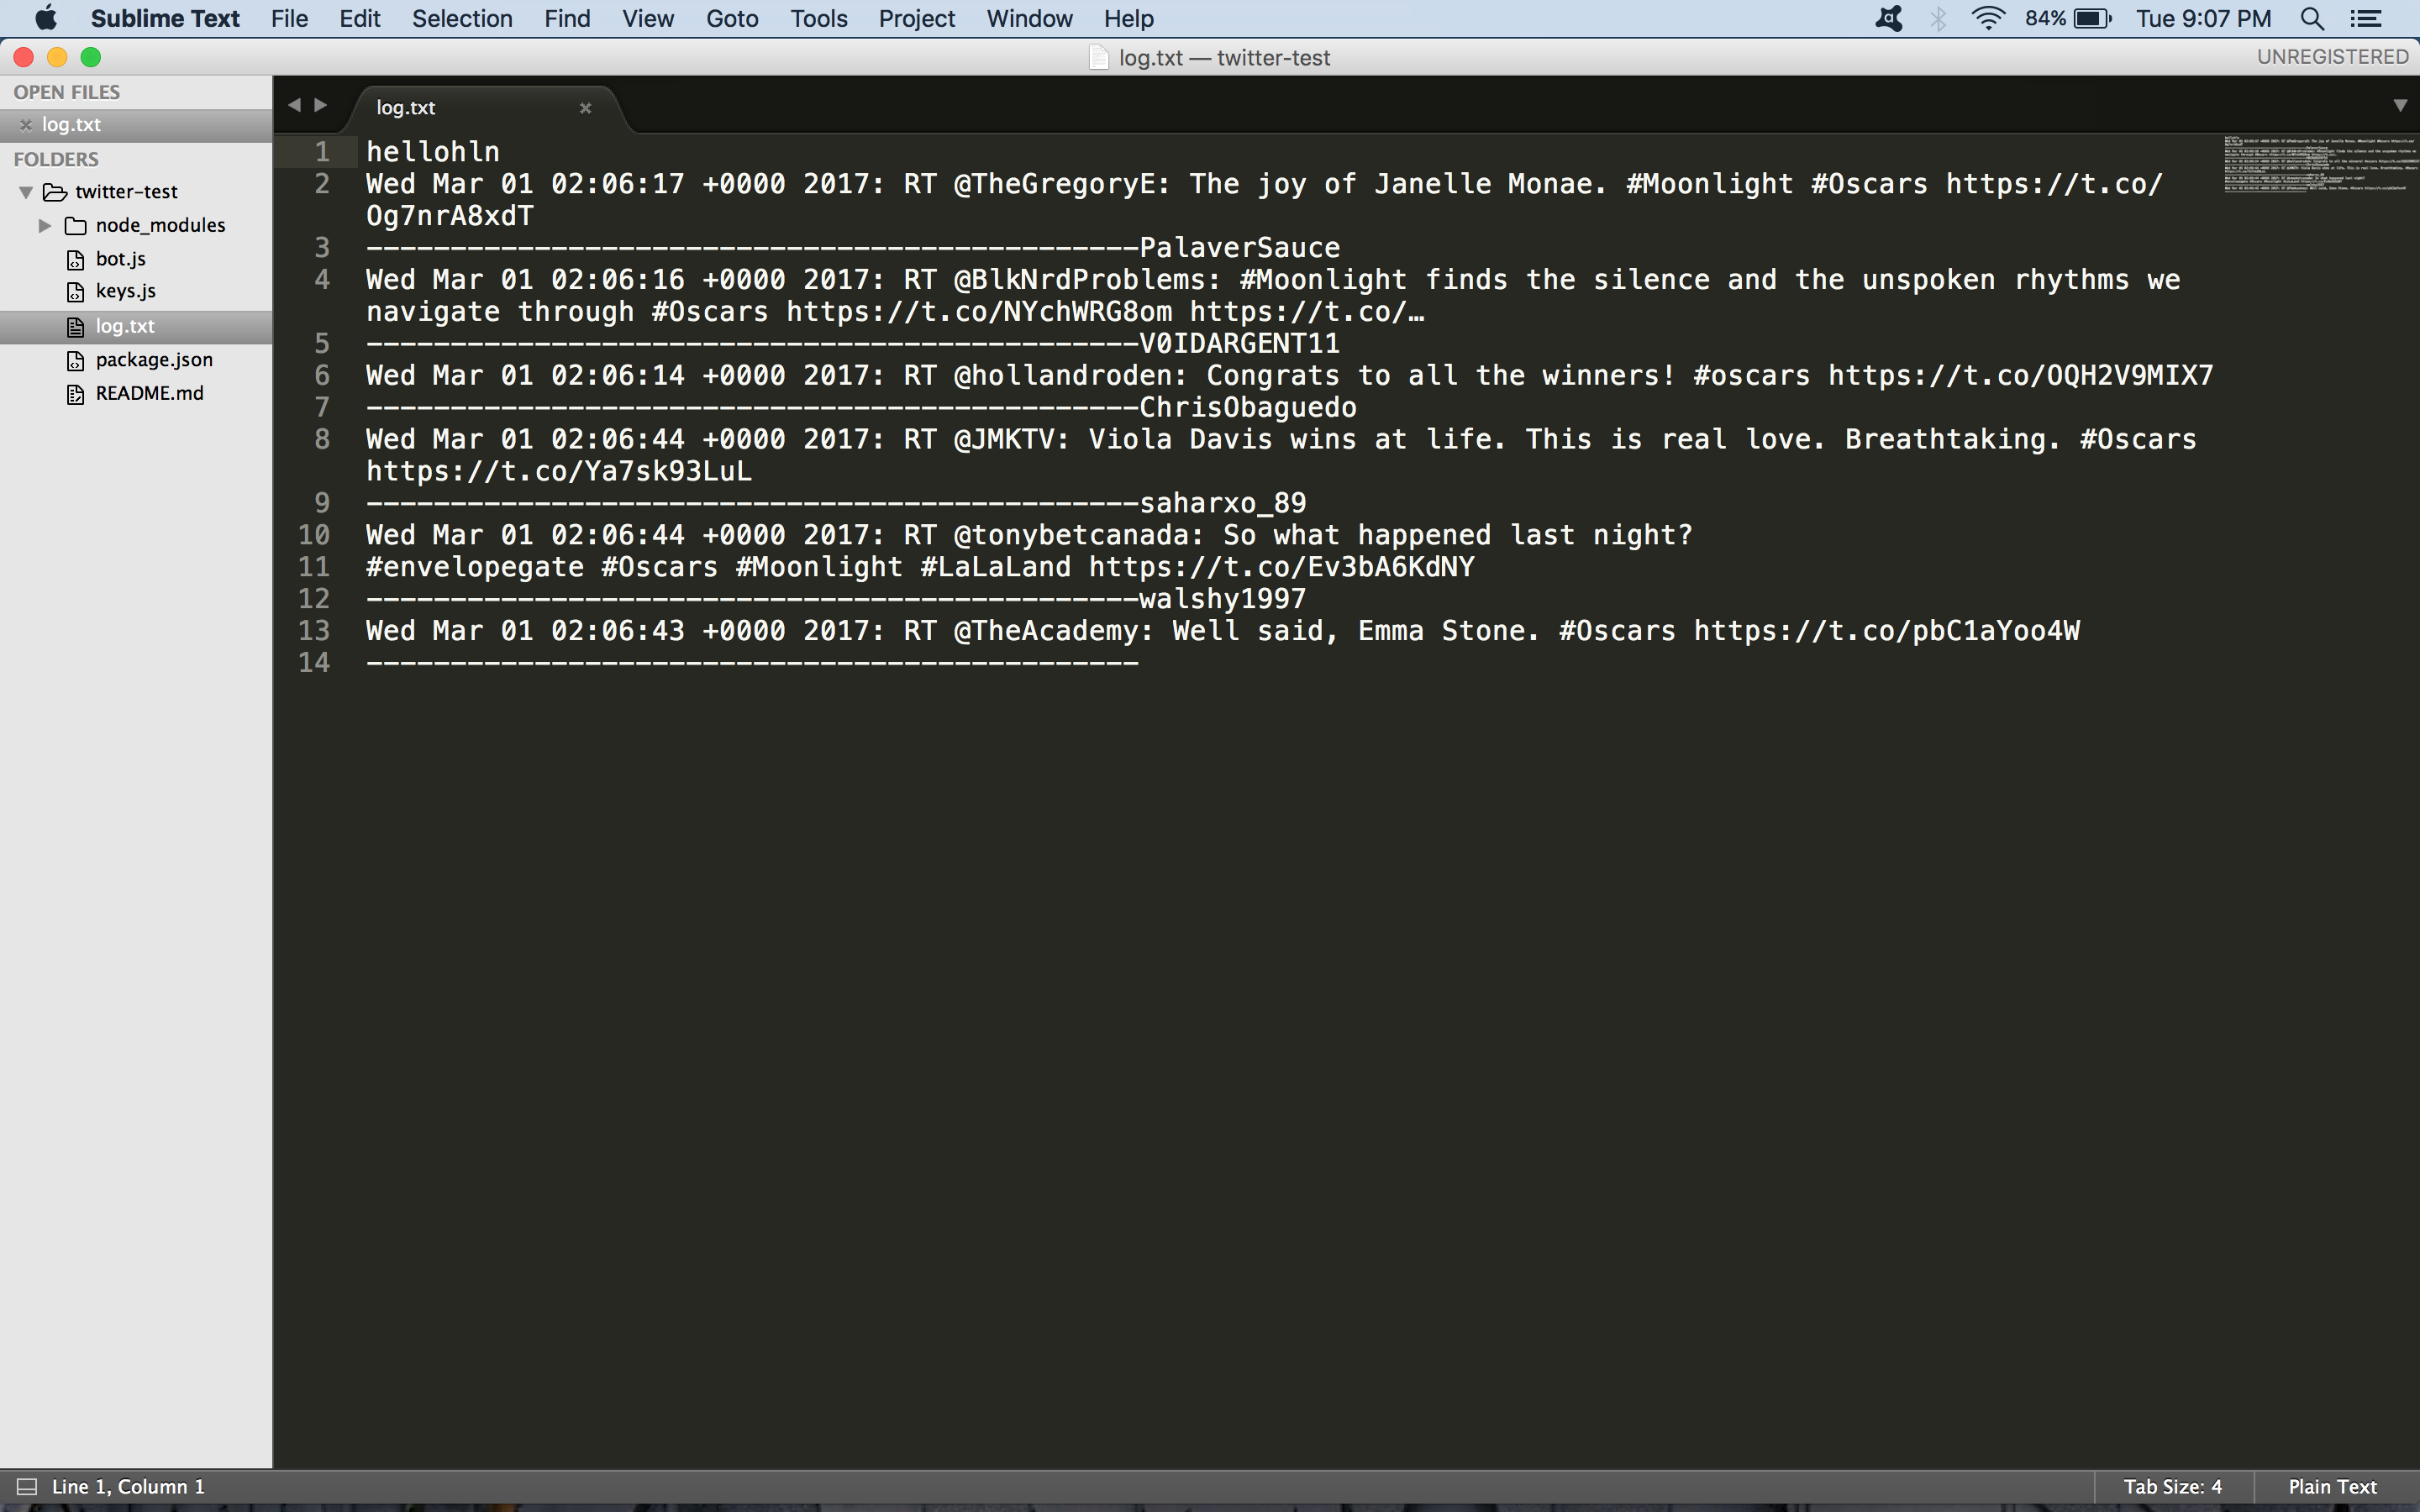 Sublime Text File Edit Selection Find View Goto Tools Project Window Help 84% Tue 9:07 PM
log.txt — twitter-test UNREGISTERED
OPEN FILES
log.txt
FOLDERS
twitter-test
node_modules
bot.js
keys.js
log.txt
package.json
README.md
log.txt
1 hellohln
2 Wed Mar 01 02:06:17 +0000 2017: RT @TheGregoryE: The joy of Janelle Monae. #Moonlight #Oscars https://t.co/
Og7nrA8xdT
3 ----------------------------------------------PalaverSauce
4 Wed Mar 01 02:06:16 +0000 2017: RT @BlkNrdProblems: #Moonlight finds the silence and the unspoken rhythms we
navigate through #Oscars https://t.co/NYchWRG8om https://t.co/…
5 ----------------------------------------------V0IDARGENT11
6 Wed Mar 01 02:06:14 +0000 2017: RT @hollandroden: Congrats to all the winners! #oscars https://t.co/OQH2V9MIX7
7 ----------------------------------------------ChrisObaguedo
8 Wed Mar 01 02:06:44 +0000 2017: RT @JMKTV: Viola Davis wins at life. This is real love. Breathtaking. #Oscars
https://t.co/Ya7sk93LuL
9 ----------------------------------------------saharxo_89
10 Wed Mar 01 02:06:44 +0000 2017: RT @tonybetcanada: So what happened last night?
11 #envelopegate #Oscars #Moonlight #LaLaLand https://t.co/Ev3bA6KdNY
12 ----------------------------------------------walshy1997
13 Wed Mar 01 02:06:43 +0000 2017: RT @TheAcademy: Well said, Emma Stone. #Oscars https://t.co/pbC1aYoo4W
14 ----------------------------------------------
Line 1, Column 1 Tab Size: 4 Plain Text